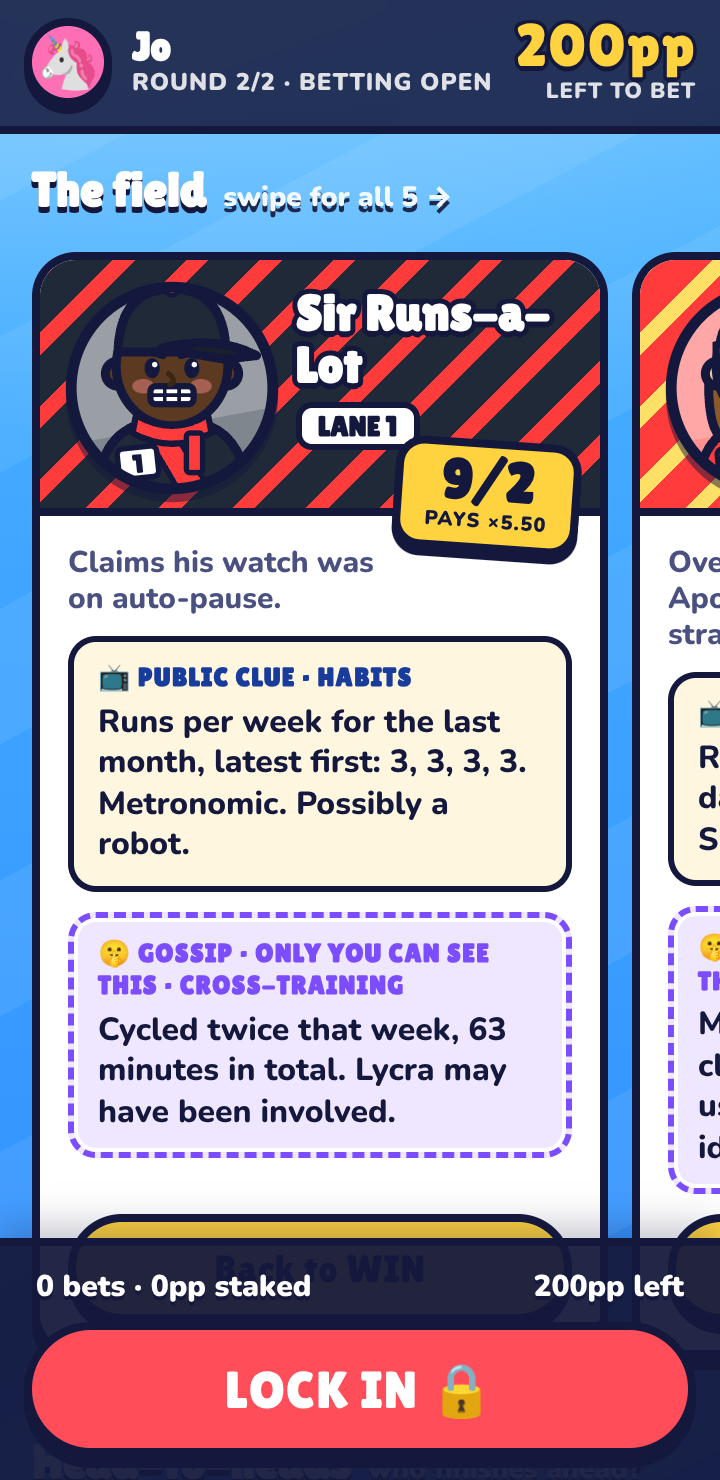 Jo
ROUND 2/2 · BETTING OPEN
200pp
LEFT TO BET
The field swipe for all 5 →
Sir Runs-a-
Lot
LANE 1
1
9/2
PAYS ×5.50
Claims his watch was
on auto-pause.
📺 PUBLIC CLUE · HABITS
Runs per week for the last
month, latest first: 3, 3, 3, 3.
Metronomic. Possibly a
robot.
🤫 GOSSIP · ONLY YOU CAN SEE
THIS · CROSS-TRAINING
Cycled twice that week, 63
minutes in total. Lycra may
have been involved.
Back to WIN
0 bets · 0pp staked
200pp left
LOCK IN 🔒